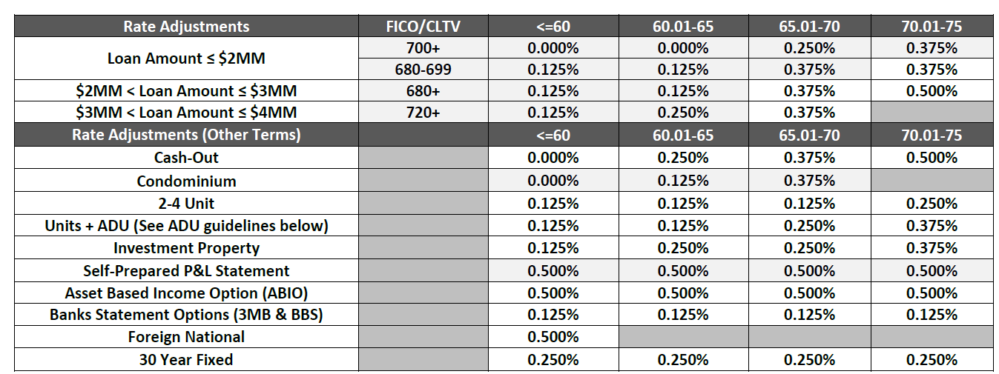 Rate Adjustments FICO/CLTV <=60 60.01-65 65.01-70 70.01-75
Loan Amount ≤ $2MM 700+ 0.000% 0.000% 0.250% 0.375%
680-699 0.125% 0.125% 0.375% 0.375%
$2MM < Loan Amount ≤ $3MM 680+ 0.125% 0.125% 0.375% 0.500%
$3MM < Loan Amount ≤ $4MM 720+ 0.125% 0.250% 0.375%
Rate Adjustments (Other Terms) <=60 60.01-65 65.01-70 70.01-75
Cash-Out 0.000% 0.250% 0.375% 0.500%
Condominium 0.000% 0.125% 0.375%
2-4 Unit 0.125% 0.125% 0.125% 0.250%
Units + ADU (See ADU guidelines below) 0.125% 0.125% 0.250% 0.375%
Investment Property 0.125% 0.250% 0.250% 0.375%
Self-Prepared P&L Statement 0.500% 0.500% 0.500% 0.500%
Asset Based Income Option (ABIO) 0.500% 0.500% 0.500% 0.500%
Banks Statement Options (3MB & BBS) 0.125% 0.125% 0.125% 0.125%
Foreign National 0.500%
30 Year Fixed 0.250% 0.250% 0.250% 0.250%